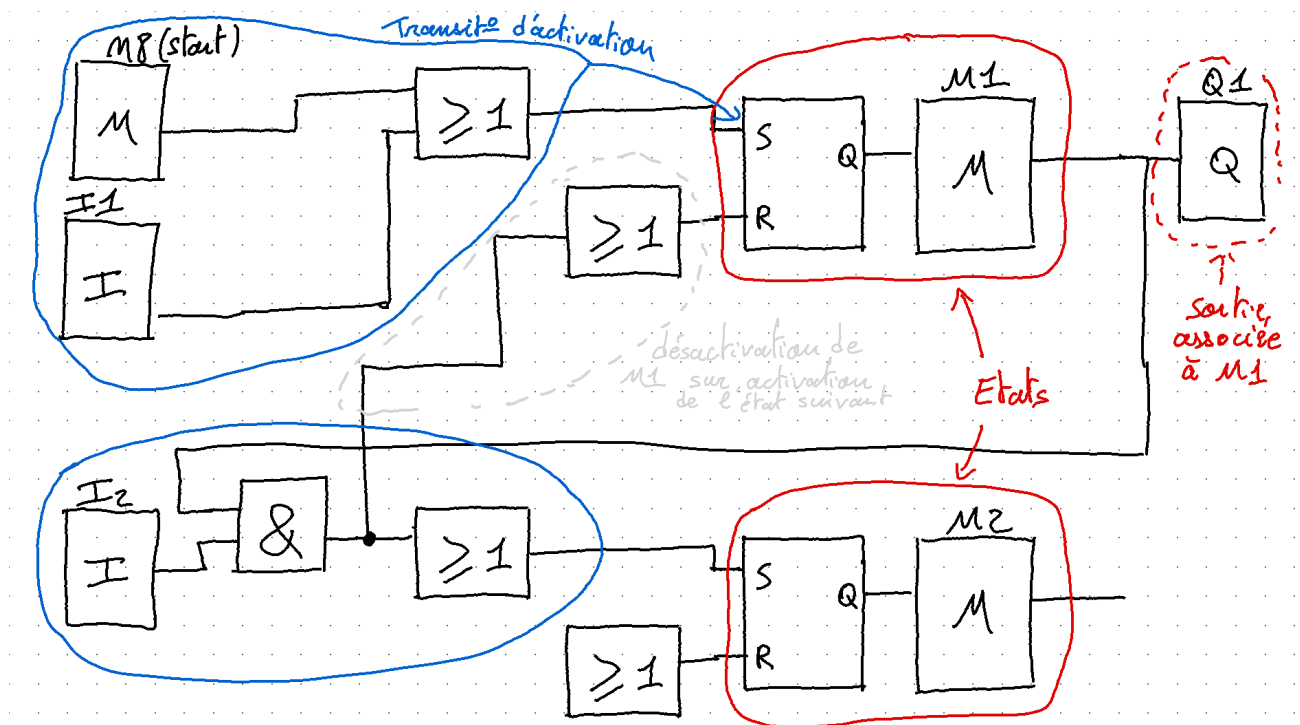 Transitº d'activation
M8 (start)
M
≥1
I1
I
S
R
Q
M1
M
Q1
Q
≥1
sortie
associée
à M1
désactivation de
M1 sur activation
de l'état suivant
Etats
I2
I
&
≥1
S
R
Q
M2
M
≥1